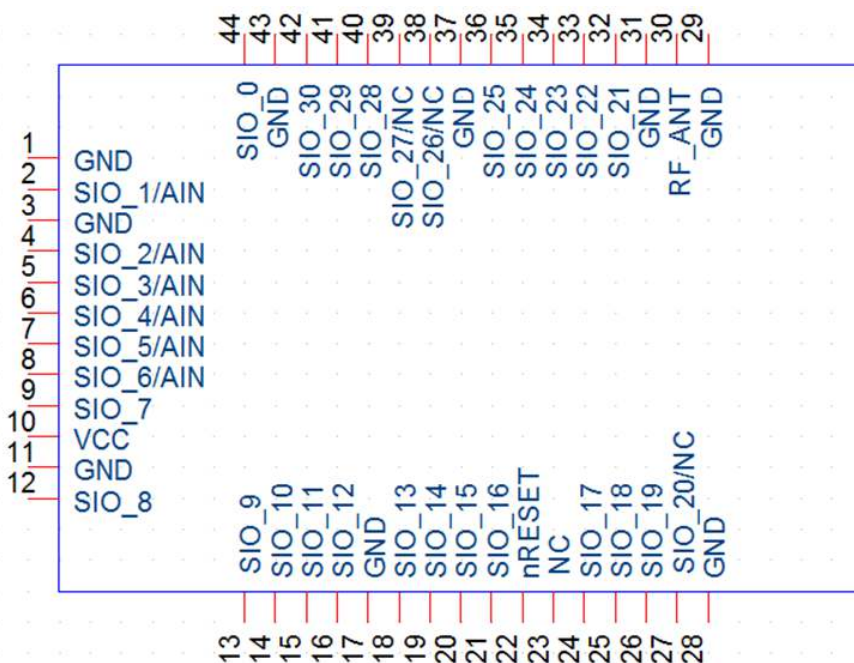 44 43 42 41 40 39 38 37 36 35 34 33 32 31 30 29
SIO_0
GND
SIO_30
SIO_29
SIO_28
SIO_27/NC
SIO_26/NC
GND
SIO_25
SIO_24
SIO_23
SIO_22
SIO_21
GND
RF_ANT
GND
1 GND
2 SIO_1/AIN
3 GND
4 SIO_2/AIN
5 SIO_3/AIN
6 SIO_4/AIN
7 SIO_5/AIN
8 SIO_6/AIN
9 SIO_7
10 VCC
11 GND
12 SIO_8
SIO_9
SIO_10
SIO_11
SIO_12
GND
SIO_13
SIO_14
SIO_15
SIO_16
nRESET
NC
SIO_17
SIO_18
SIO_19
SIO_20/NC
GND
13 14 15 16 17 18 19 20 21 22 23 24 25 26 27 28